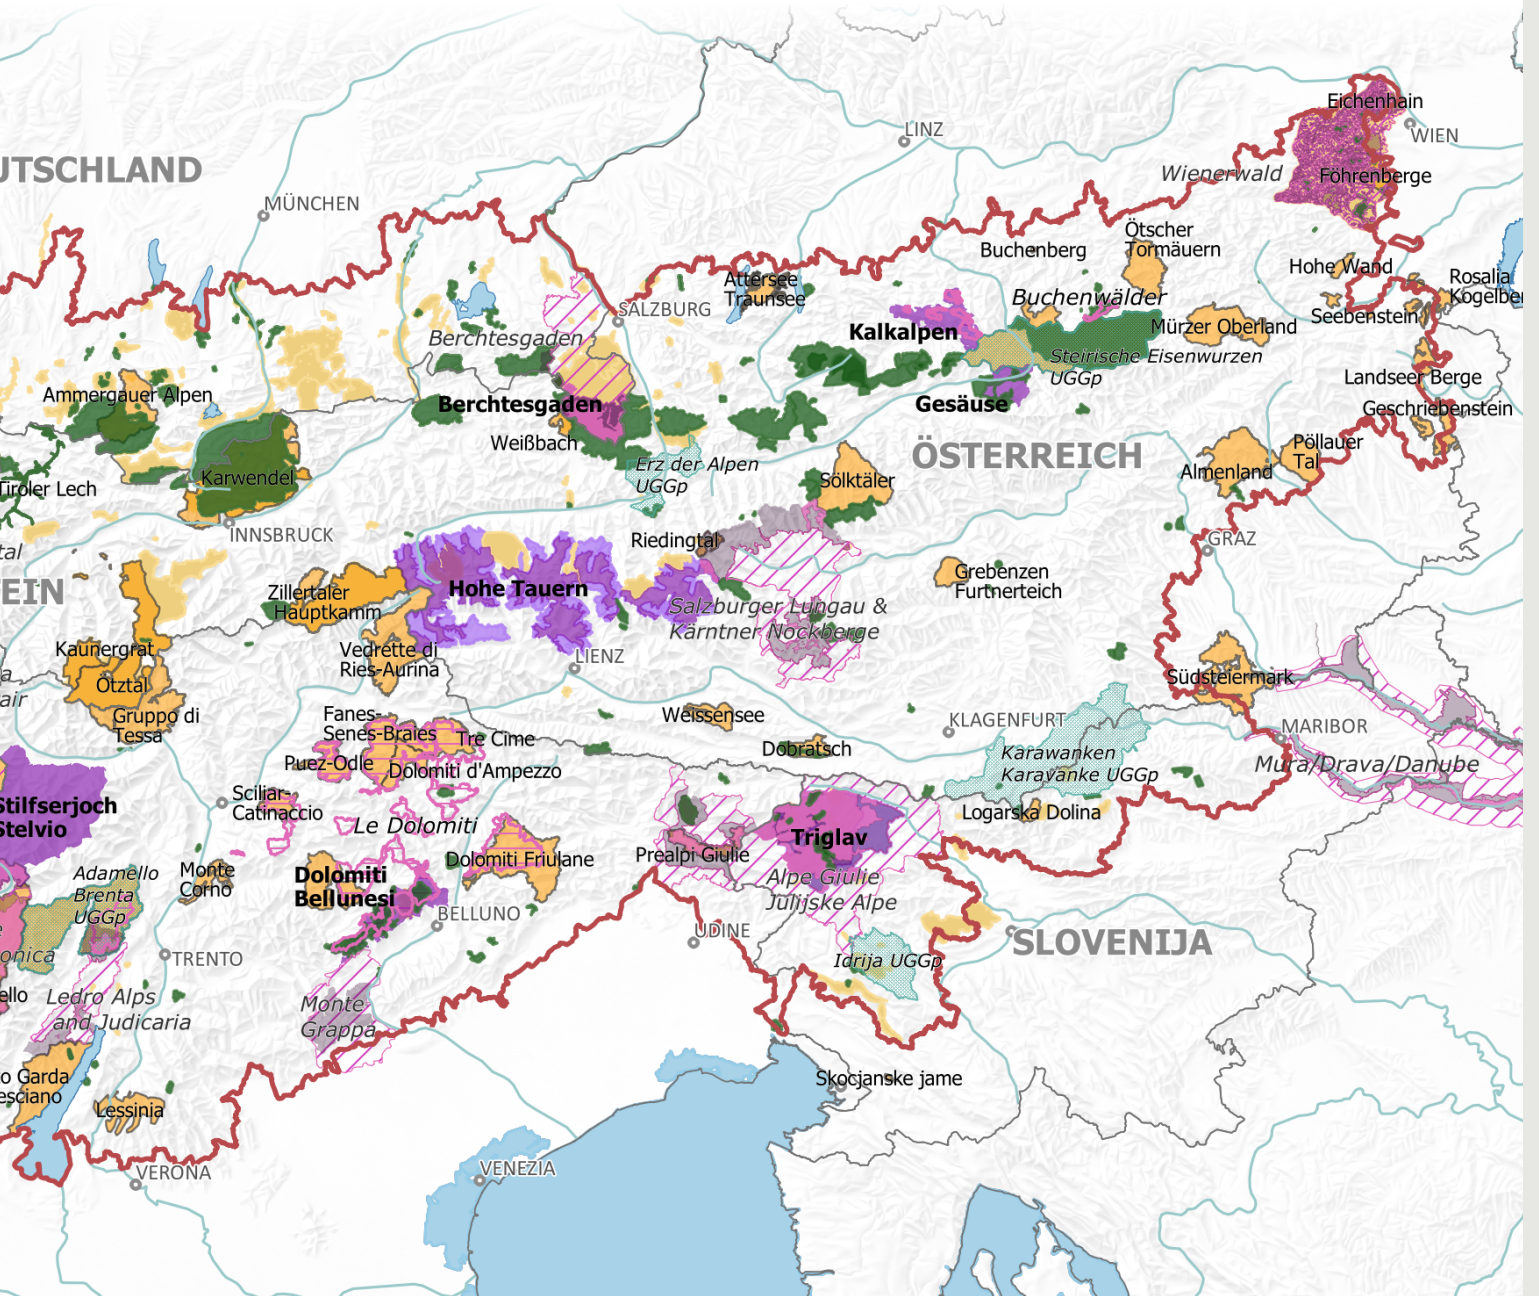 Eichenhain
LINZ
WIEN
UTSCHLAND
Wienerwald
Föhrenberge
MÜNCHEN
Ötscher
Tormäuern
Buchenberg
Hohe Wand
Rosalia
Kogelber
Attersee
Traunsee
Buchenwälder
SALZBURG
Seebenstein
Kalkalpen
Mürzer Oberland
Berchtesgaden
Steirische Eisenwurzen
UGGp
Landseer Berge
Ammergauer Alpen
Berchtesgaden
Gesäuse
Geschriebenstein
Weißbach
ÖSTERREICH
Pöllauer
Tal
Almenland
Erz der Alpen
UGGp
Karwendel
Sölktäler
Tiroler Lech
INNSBRUCK
Riedingtal
GRAZ
tal
EIN
Zillertaler
Hauptkamm
Hohe Tauern
Grebenzen
Furtnerteich
Salzburger Lungau &
Kärntner Nockberge
Kaunergrat
Vedrette di
Ries-Aurina
LIENZ
a
air
Ötztal
Südsteiermark
Gruppo di
Tessa
Fanes-
Senes-Braies
Tre Cime
Weissensee
KLAGENFURT
MARIBOR
Dobratsch
Karawanken
Karavanke UGGp
Puez-Odle
Dolomiti d'Ampezzo
Mura/Drava/Danube
Stilfserjoch
Stelvio
Sciliar-
Catinaccio
Logarska Dolina
Le Dolomiti
Triglav
Prealpi Giulie
Dolomiti Friulane
Adamello
Brenta
UGGp
Monte
Corno
Dolomiti
Bellunesi
Alpe Giulie
Julijske Alpe
BELLUNO
UDINE
SLOVENIJA
e
onica
TRENTO
Idrija UGGp
ello
Ledro Alps
and Judicaria
Monte
Grappa
o Garda
esciano
Skocjanske jame
Lessinia
VERONA
VENEZIA